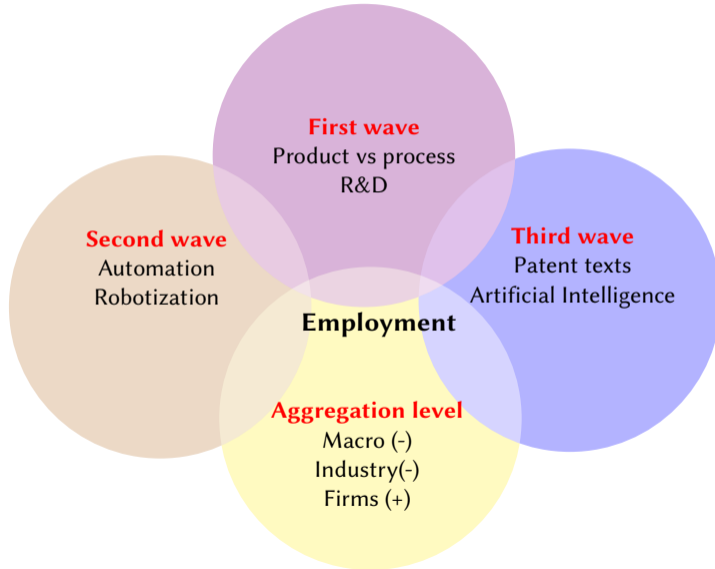 First wave
Product vs process
R&D
Second wave
Automation
Robotization
Third wave
Patent texts
Artificial Intelligence
Employment
Aggregation level
Macro (-)
Industry(-)
Firms (+)